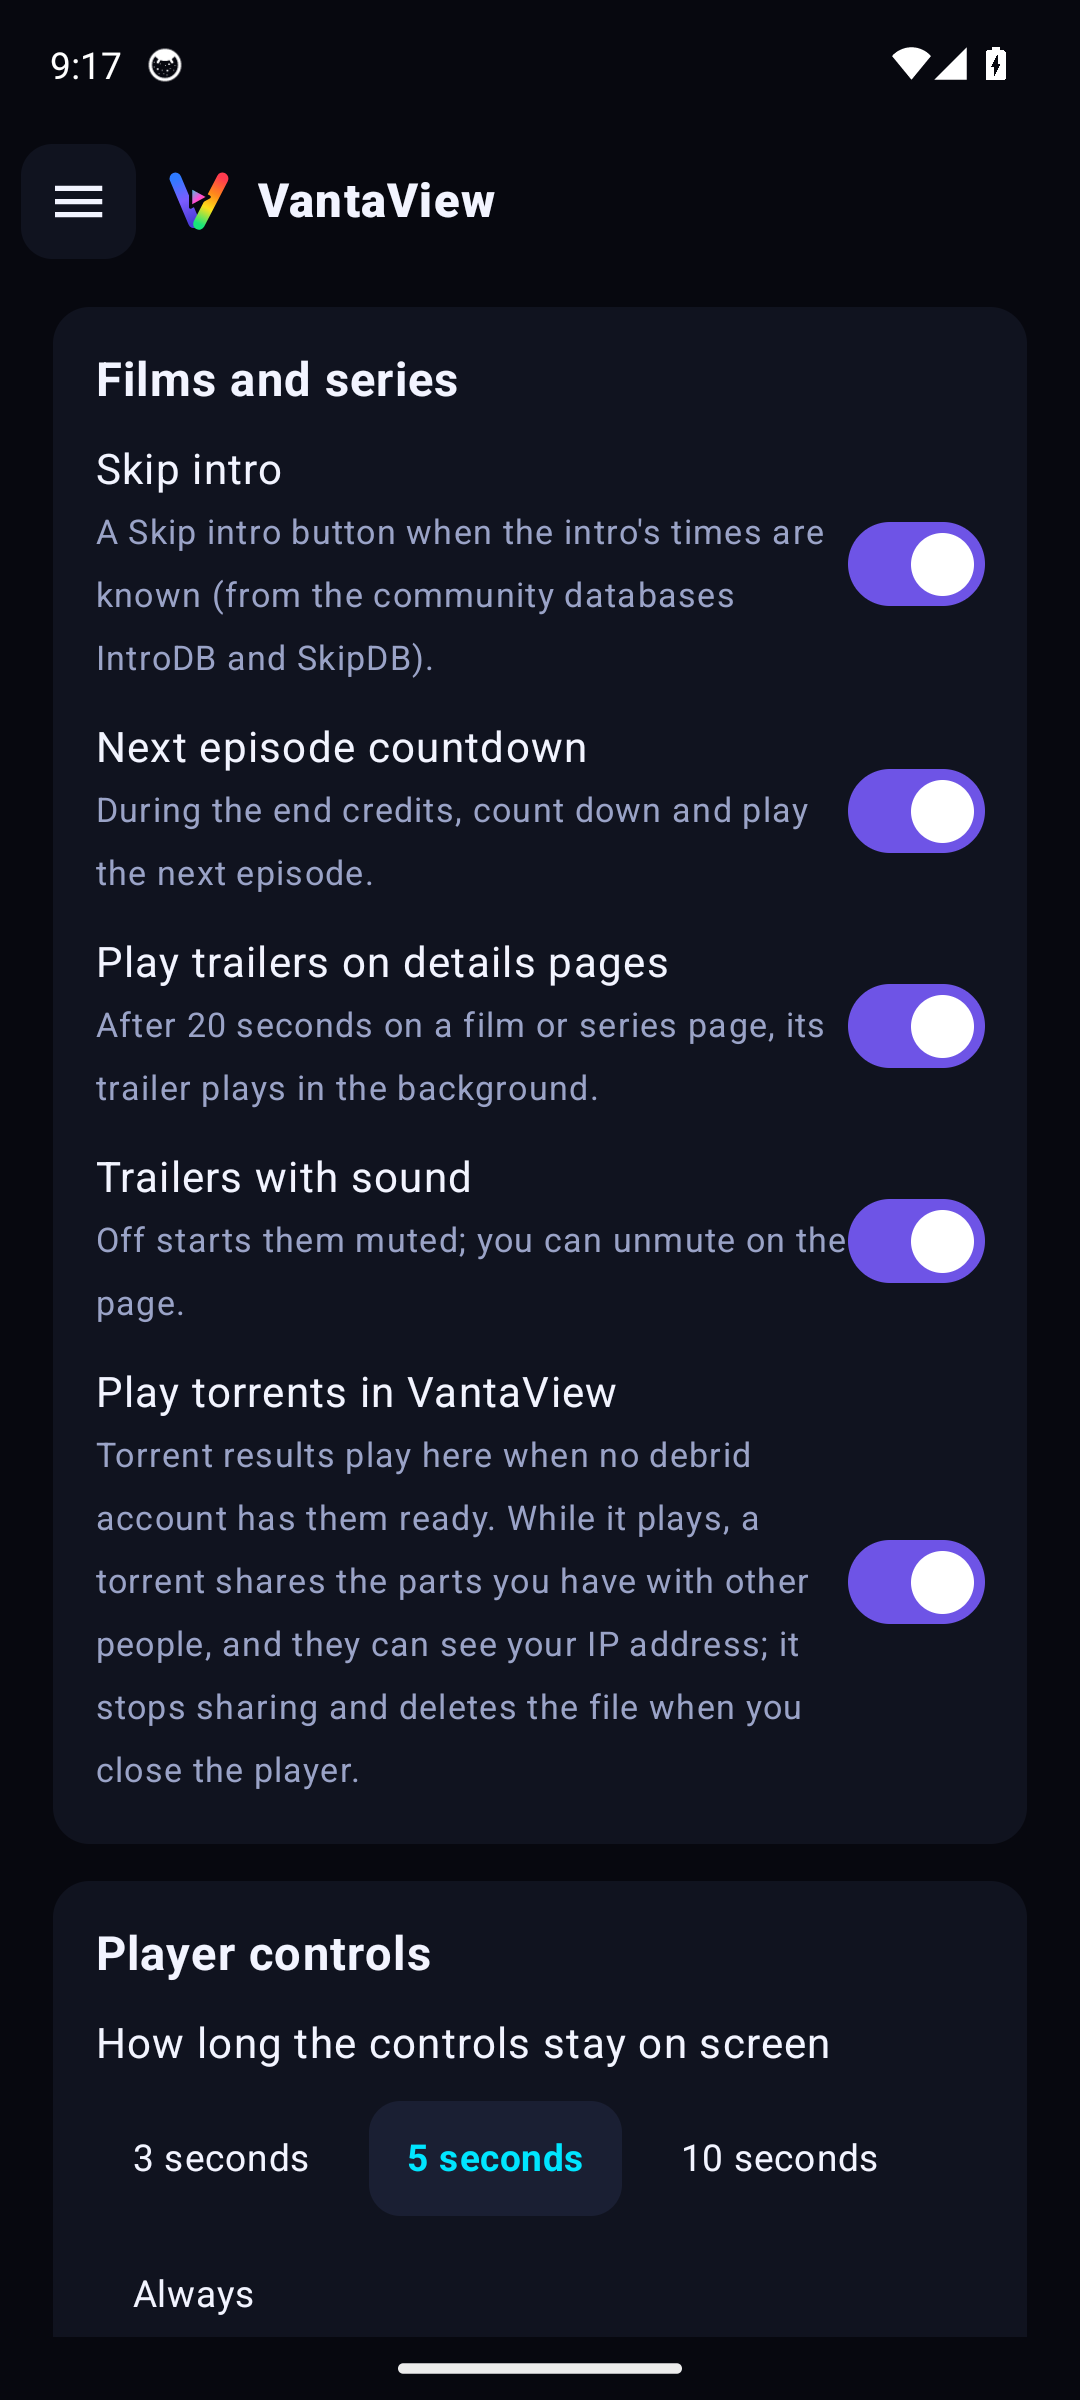 9:17
VantaView
Films and series
Skip intro
A Skip intro button when the intro's times are
known (from the community databases
IntroDB and SkipDB).
Next episode countdown
During the end credits, count down and play
the next episode.
Play trailers on details pages
After 20 seconds on a film or series page, its
trailer plays in the background.
Trailers with sound
Off starts them muted; you can unmute on the
page.
Play torrents in VantaView
Torrent results play here when no debrid
account has them ready. While it plays, a
torrent shares the parts you have with other
people, and they can see your IP address; it
stops sharing and deletes the file when you
close the player.
Player controls
How long the controls stay on screen
3 seconds 5 seconds 10 seconds
Always